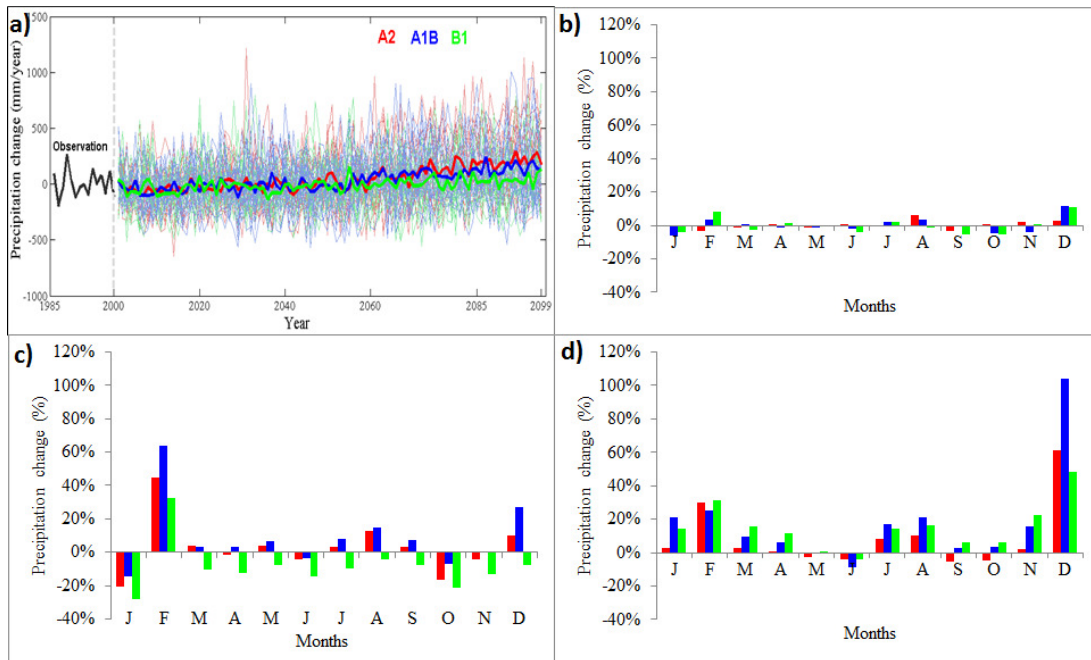 a)
Precipitation change (mm/year)
1500
1000
500
0
-500
-1000
A2 A1B B1
Observation
1985 2000 2020 2040 2060 2085 2099
Year
b)
Precipitation change (%)
120%
100%
80%
60%
40%
20%
0%
-20%
-40%
J F M A M J J A S O N D
Months
c)
Precipitation change (%)
120%
100%
80%
60%
40%
20%
0%
-20%
-40%
J F M A M J J A S O N D
Months
d)
Precipitation change (%)
120%
100%
80%
60%
40%
20%
0%
-20%
-40%
J F M A M J J A S O N D
Months